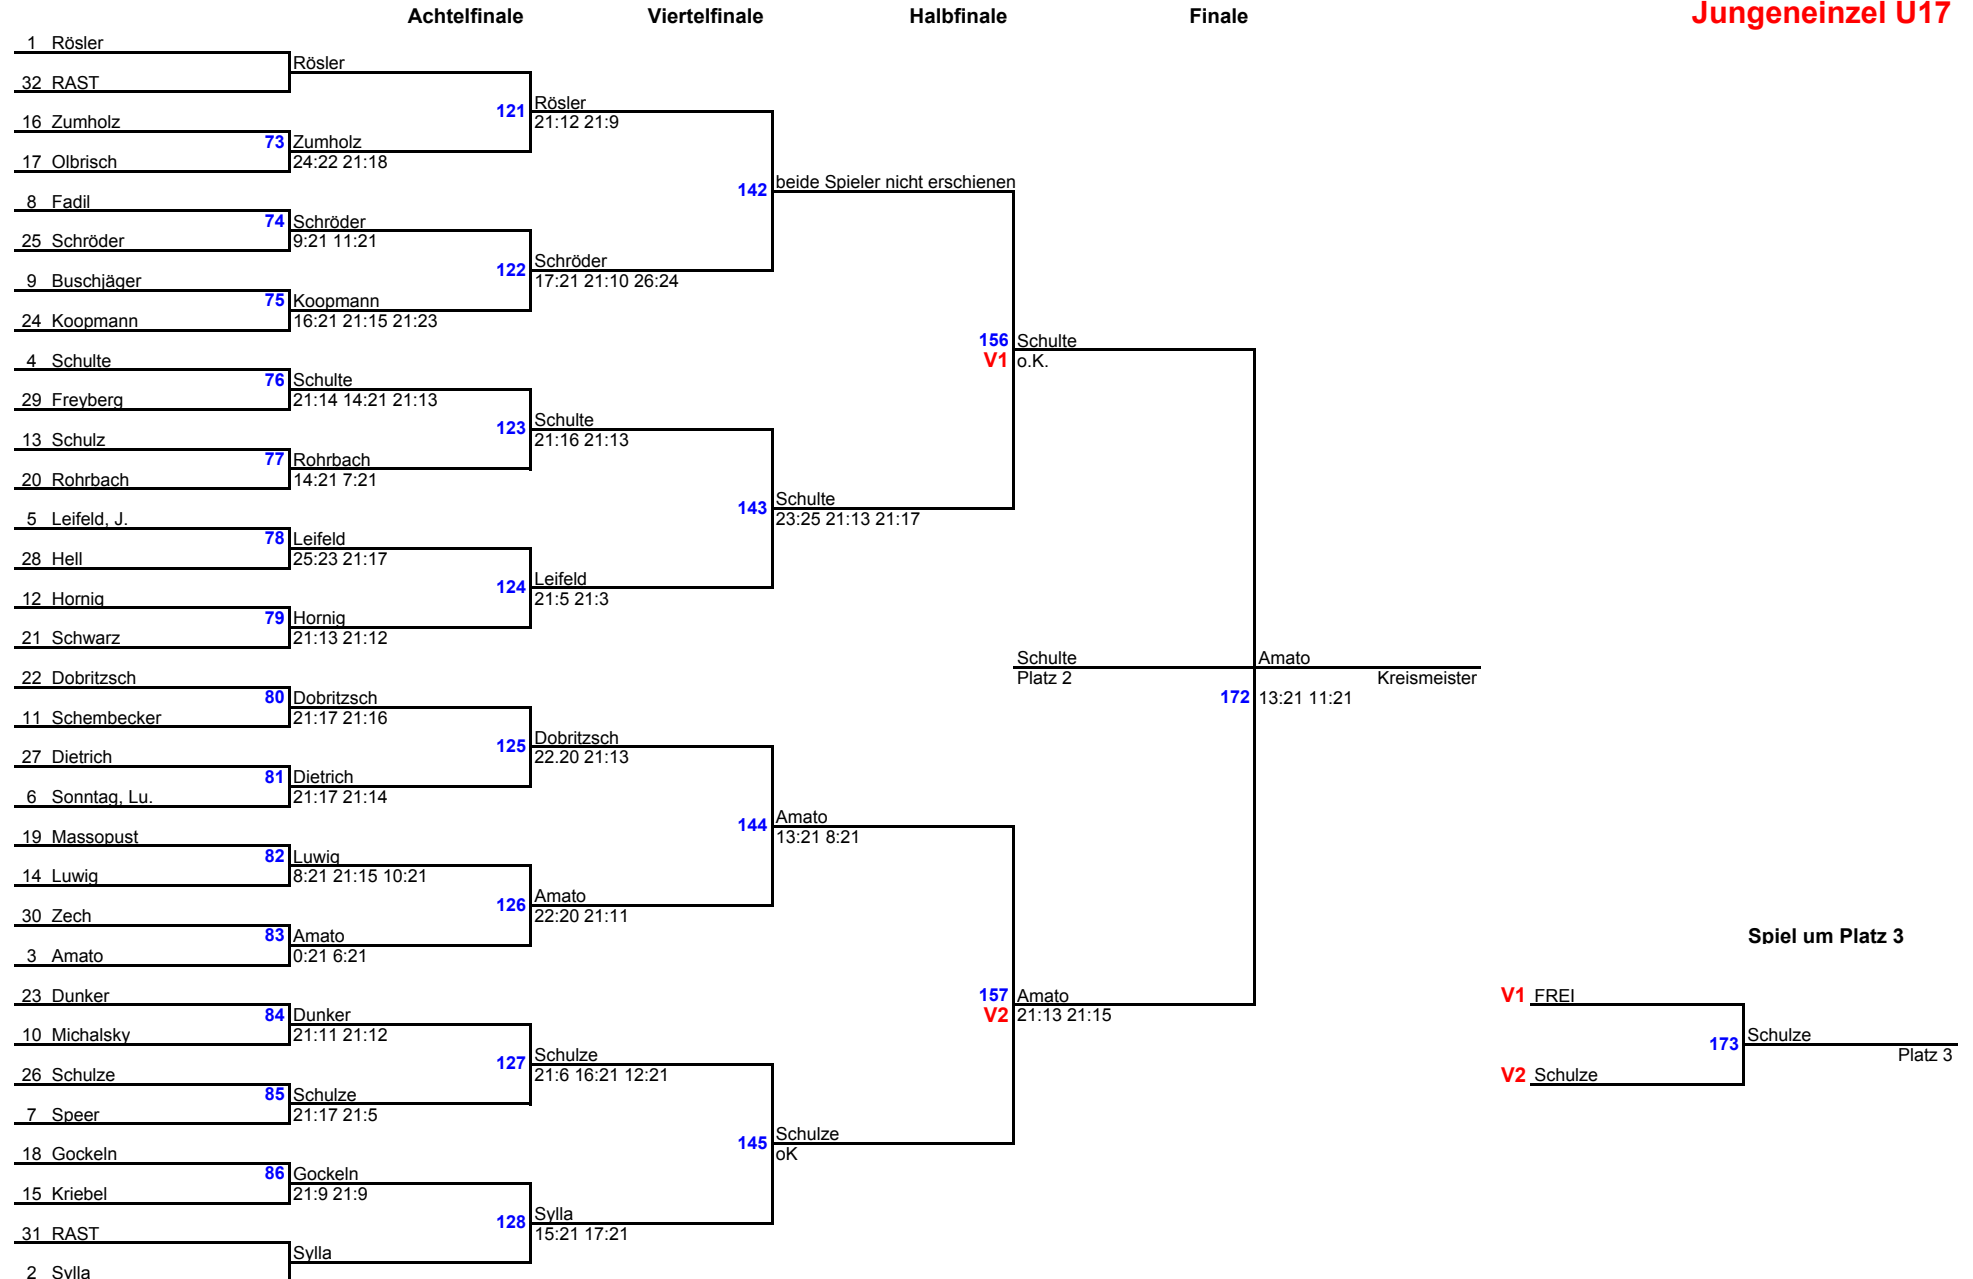 Achtelfinale Viertelfinale Halbfinale Finale Jungeneinzel U17
1 Rösler
Rösler
32 RAST
121 Rösler
21:12 21:9
16 Zumholz
73 Zumholz
24:22 21:18
17 Olbrisch
142 beide Spieler nicht erschienen
8 Fadil
74 Schröder
9:21 11:21
25 Schröder
122 Schröder
17:21 21:10 26:24
9 Buschjäger
75 Koopmann
16:21 21:15 21:23
24 Koopmann
156 Schulte
V1 o.K.
4 Schulte
76 Schulte
21:14 14:21 21:13
29 Freyberg
123 Schulte
21:16 21:13
13 Schulz
77 Rohrbach
14:21 7:21
20 Rohrbach
143 Schulte
23:25 21:13 21:17
5 Leifeld, J.
78 Leifeld
25:23 21:17
28 Hell
124 Leifeld
21:5 21:3
12 Hornig
79 Hornig
21:13 21:12
21 Schwarz
Schulte Amato
Platz 2 Kreismeister
172 13:21 11:21
22 Dobritzsch
80 Dobritzsch
21:17 21:16
11 Schembecker
125 Dobritzsch
22.20 21:13
27 Dietrich
81 Dietrich
21:17 21:14
6 Sonntag, Lu.
144 Amato
13:21 8:21
19 Massopust
82 Luwig
8:21 21:15 10:21
14 Luwig
126 Amato
22:20 21:11
30 Zech
83 Amato
0:21 6:21
3 Amato
157 Amato
V2 21:13 21:15
23 Dunker
84 Dunker
21:11 21:12
10 Michalsky
127 Schulze
21:6 16:21 12:21
26 Schulze
85 Schulze
21:17 21:5
7 Speer
145 Schulze
oK
18 Gockeln
86 Gockeln
21:9 21:9
15 Kriebel
128 Sylla
15:21 17:21
31 RAST
Sylla
2 Sylla
Spiel um Platz 3
V1 FREI
173 Schulze
Platz 3
V2 Schulze